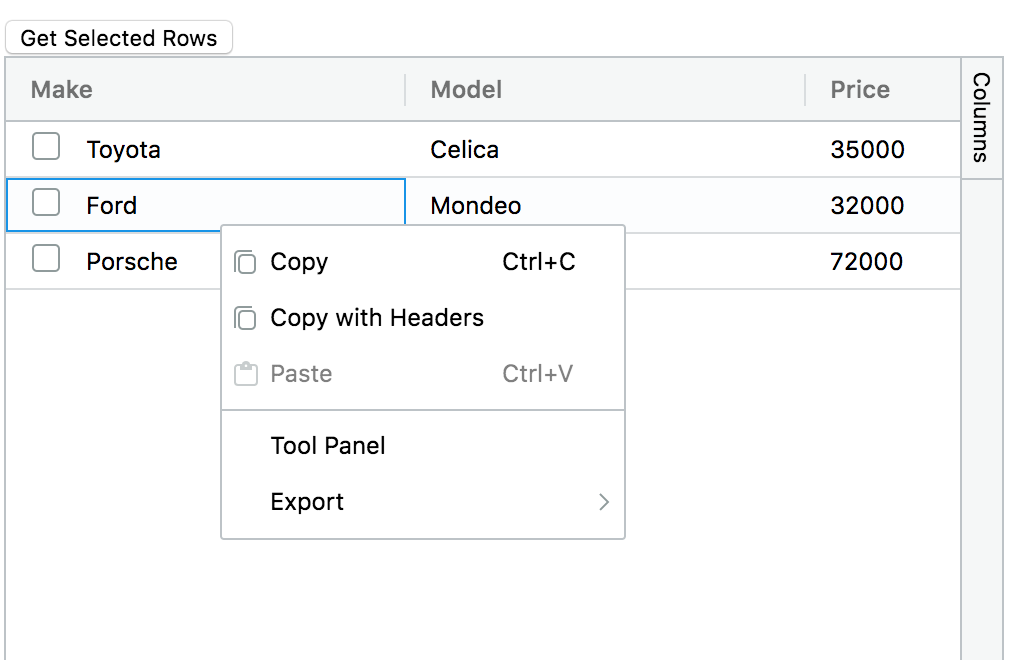 Get Selected Rows
Make Model Price
Columns
Toyota Celica 35000
Ford Mondeo 32000
Porsche 72000
Copy Ctrl+C
Copy with Headers
Paste Ctrl+V
Tool Panel
Export